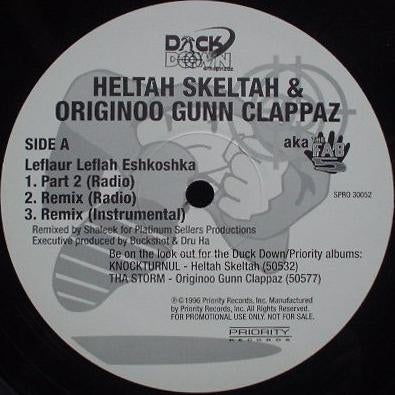 DUCK
DOWN
ENTERPRIZES
HELTAH SKELTAH &
ORIGINOO GUNN CLAPPAZ
SIDE A
aka THE FAB 5
Leflaur Leflah Eshkoshka
1. Part 2 (Radio)
2. Remix (Radio)
3. Remix (Instrumental)
SPRO 30052
Remixed by Shaleek for Platinum Sellers Productions
Executive produced by Buckshot & Dru Ha
Be on the look out for the Duck Down/Priority albums:
KNOCKTURNUL - Heltah Skeltah (50532)
THA STORM - Originoo Gunn Clappaz (50577)
℗©1996 Priority Records, Inc. Manufactured
by Priority Records, Inc. All Rights Reserved.
FOR PROMOTIONAL USE ONLY. NOT FOR SALE.
PRIORITY
RECORDS